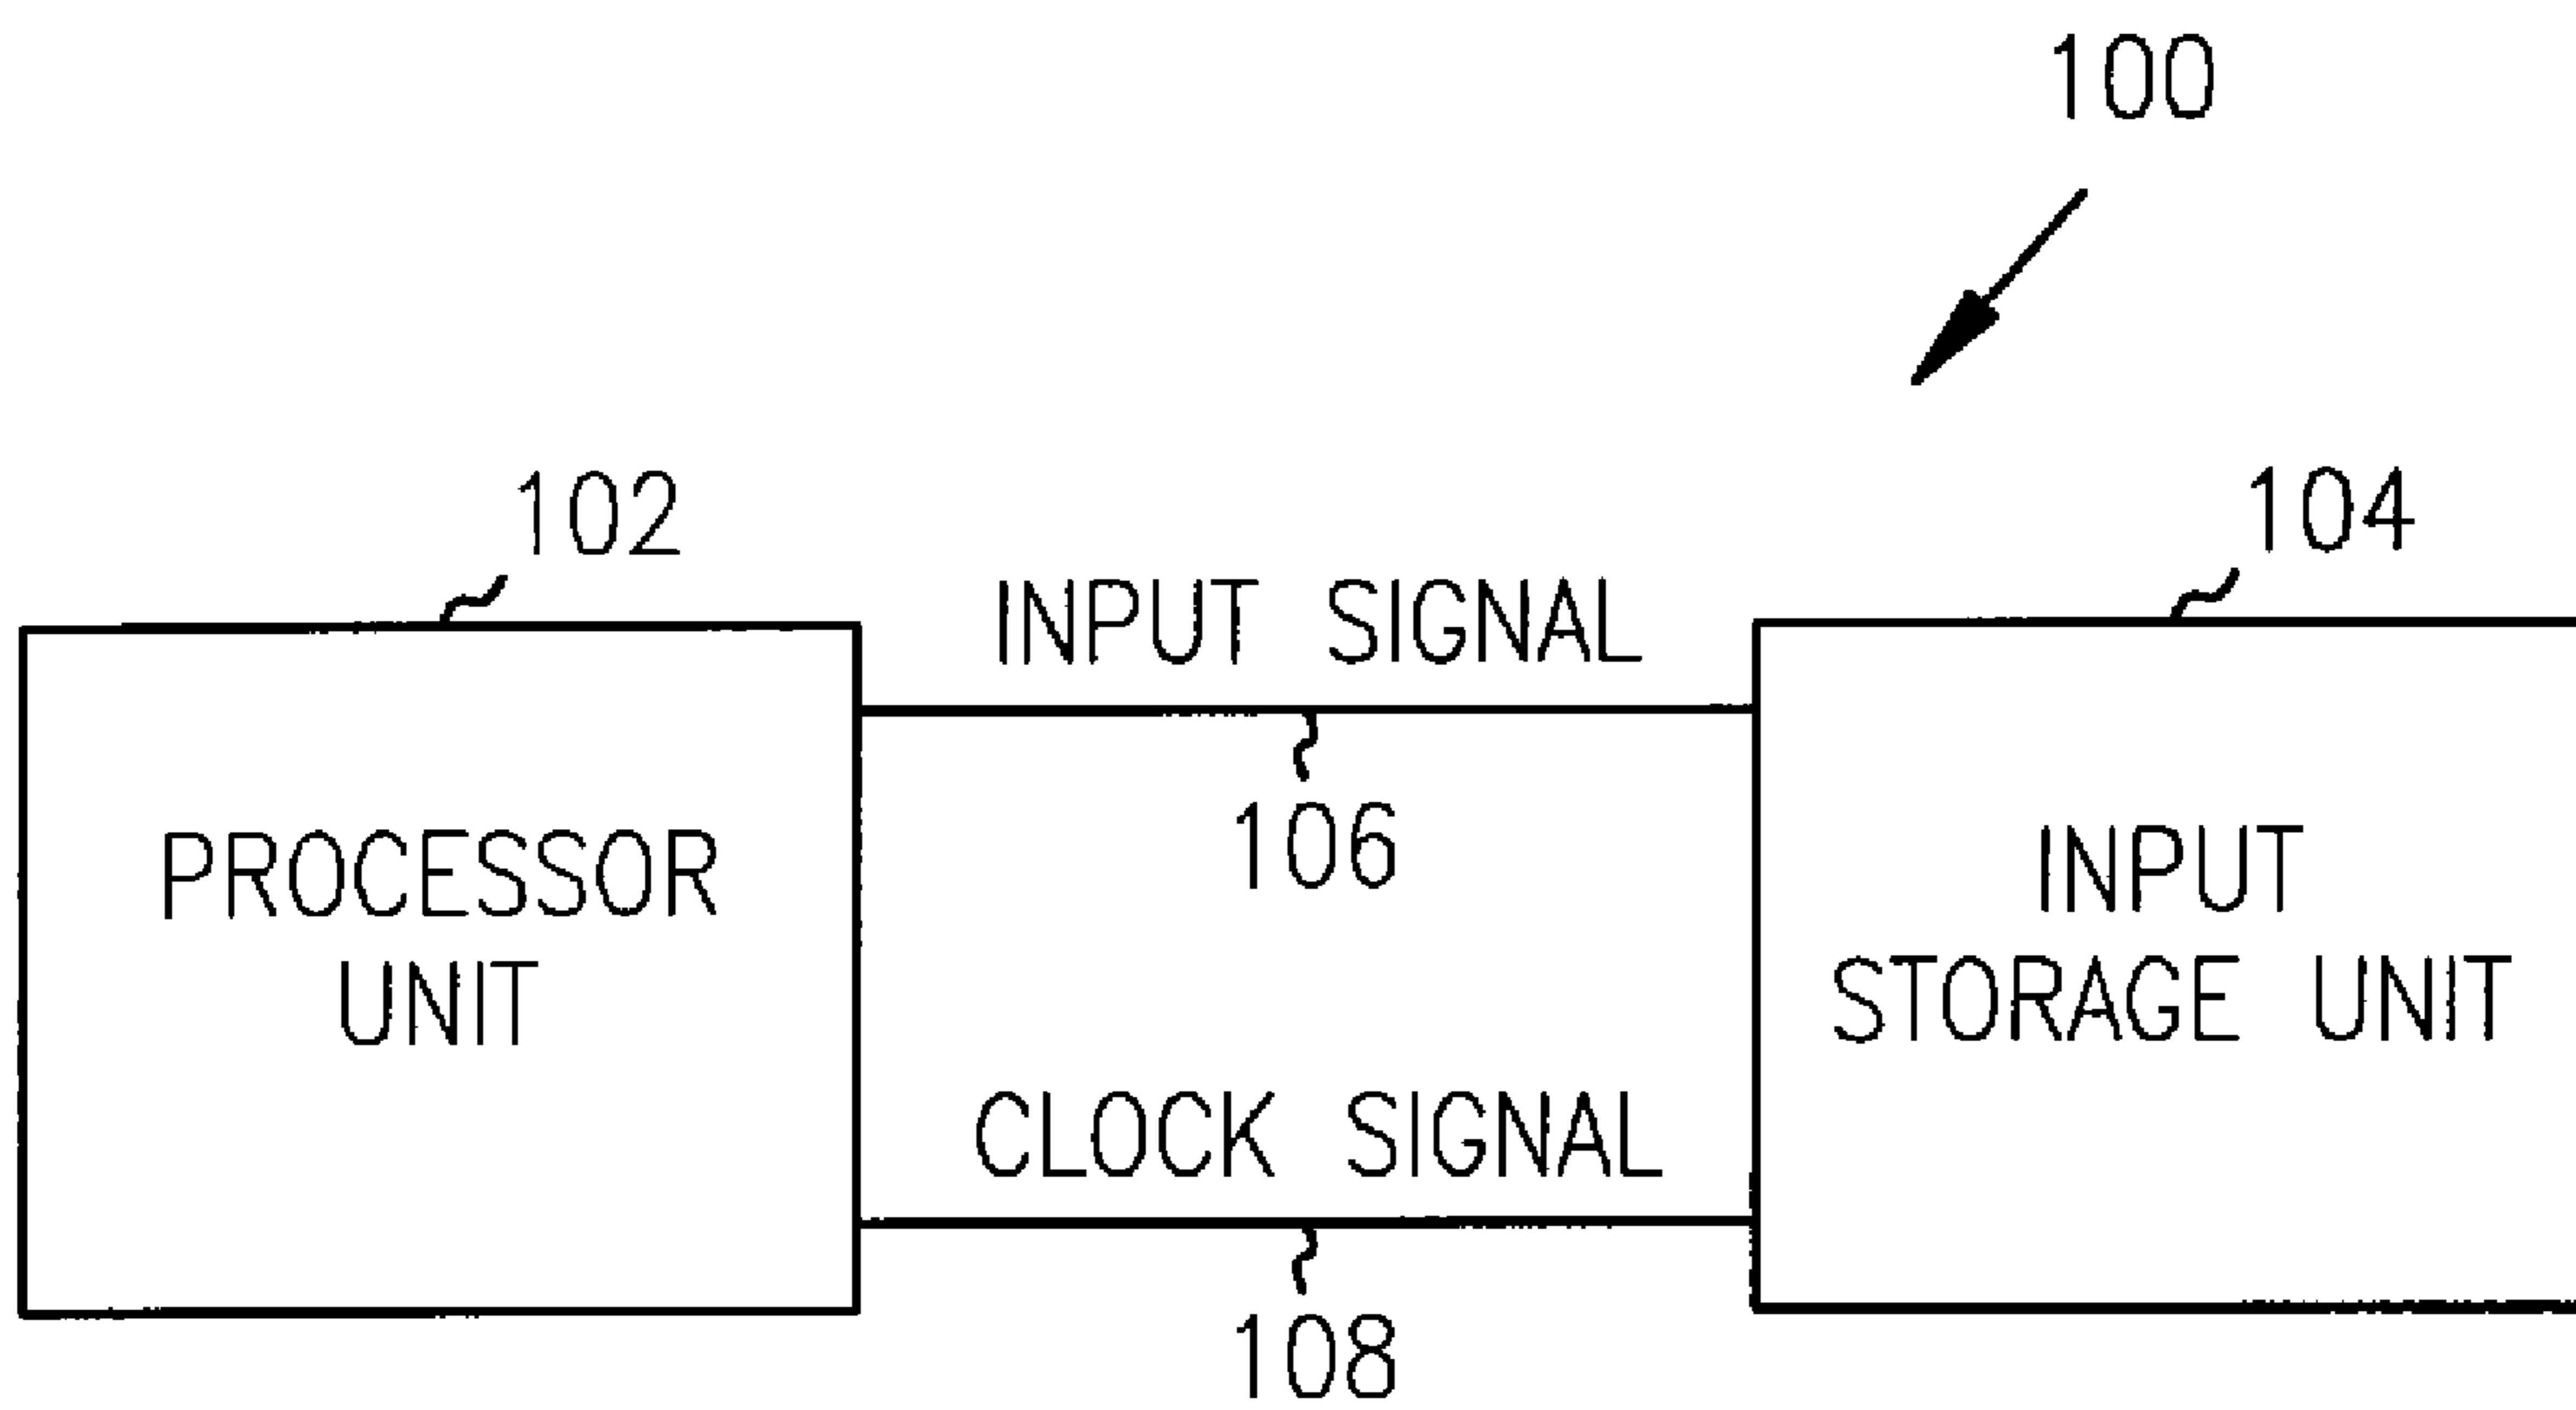 100
102
104
INPUT SIGNAL
106
PROCESSOR
UNIT
INPUT
STORAGE UNIT
CLOCK SIGNAL
108